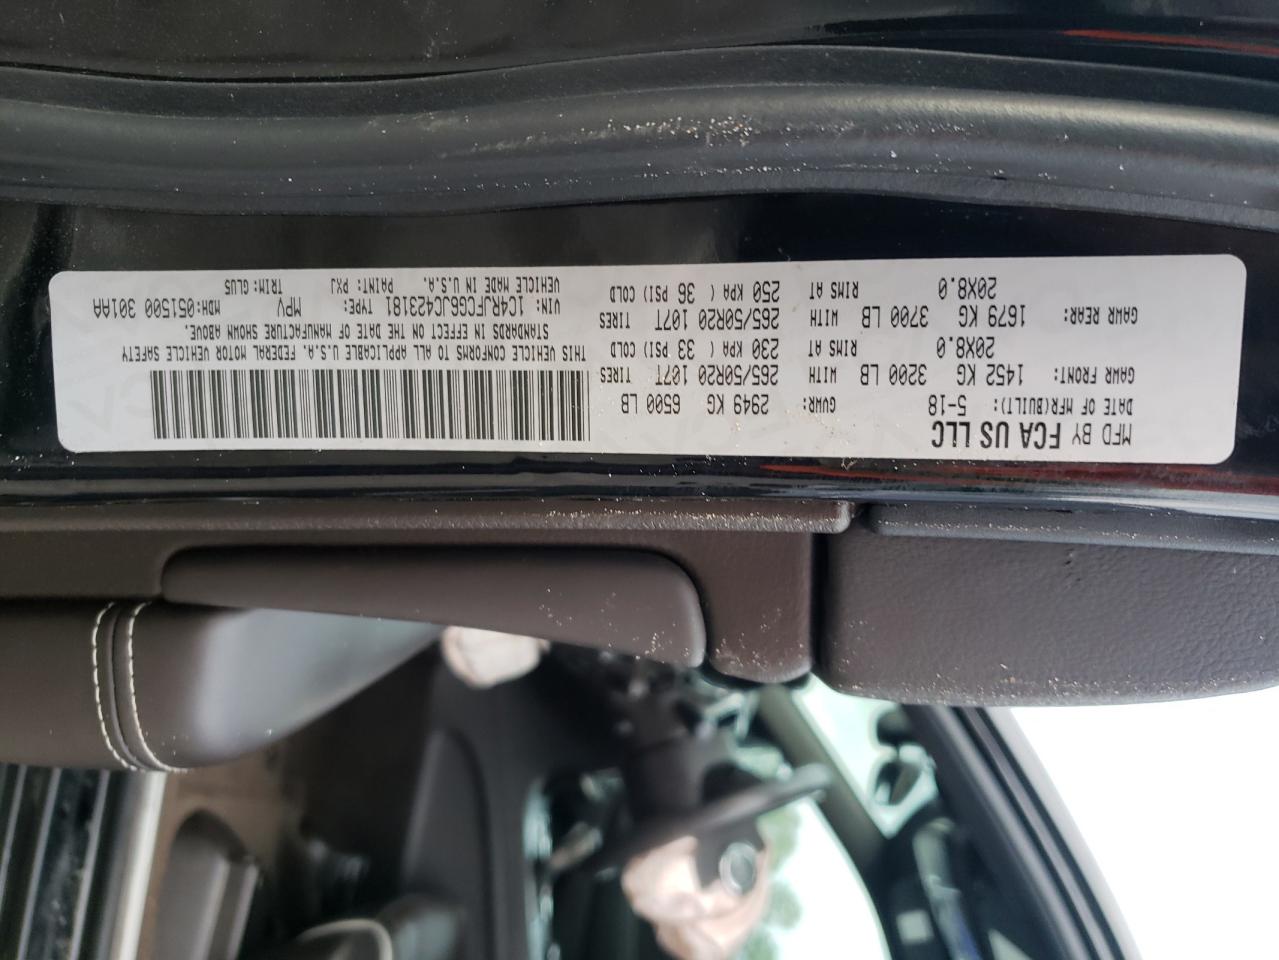 MFD BY FCA US LLC
DATE OF MFR(BUILT): 5-18 GVWR: 2949 KG 6500 LB
GAWR FRONT: 1452 KG 3200 LB WITH 265/50R20 107T TIRES
20X8.0 RIMS AT 230 KPA ( 33 PSI) COLD
GAWR REAR: 1679 KG 3700 LB WITH 265/50R20 107T TIRES
20X8.0 RIMS AT 250 KPA ( 36 PSI) COLD
THIS VEHICLE CONFORMS TO ALL APPLICABLE U.S.A. FEDERAL MOTOR VEHICLE SAFETY
STANDARDS IN EFFECT ON THE DATE OF MANUFACTURE SHOWN ABOVE.
VIN: 1C4RJFCG6JC423181 TYPE: MPV MDH:051500 301AA
VEHICLE MADE IN U.S.A. PAINT: PXJ TRIM:GLU5